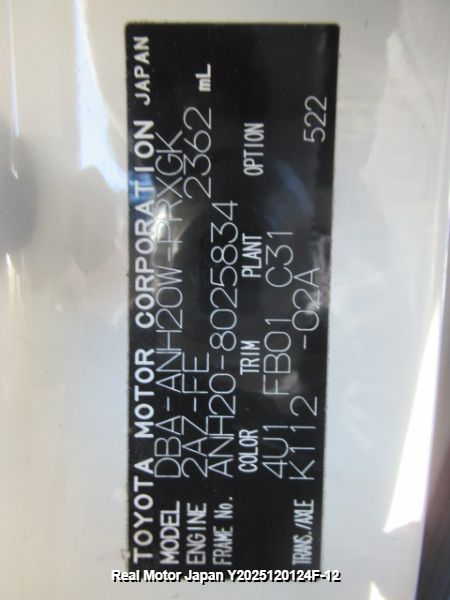 TOYOTA MOTOR CORPORATION JAPAN
MODEL DBA-ANH20W-PRXGK
ENGINE 2AZ-FE 2362 mL
FRAME No. ANH20-8025834
COLOR TRIM PLANT OPTION
4U1 FB01 C31
TRANS./AXLE K112 -02A 522
Real Motor Japan Y2025120124F-12